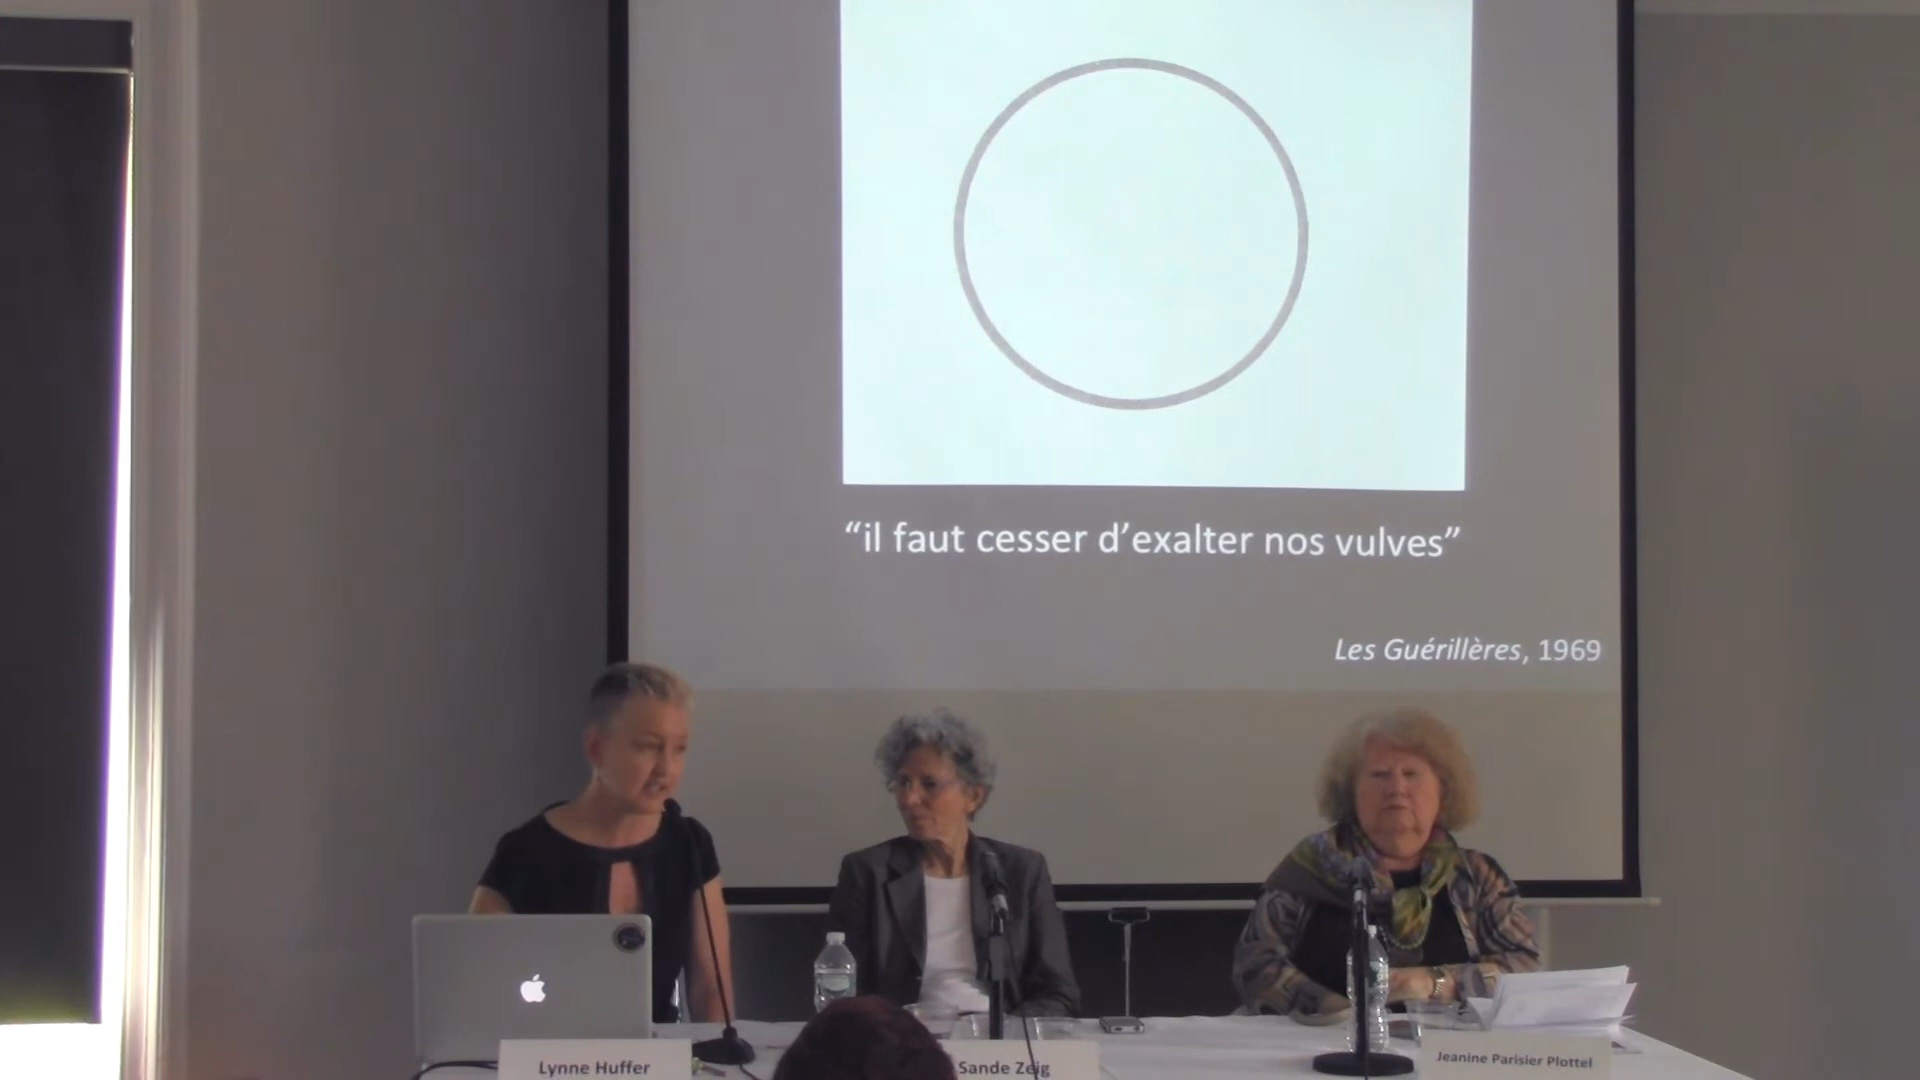 “il faut cesser d’exalter nos vulves”
Les Guérillères, 1969
Lynne Huffer
Sande Zeig
Jeanine Parisier Plottel